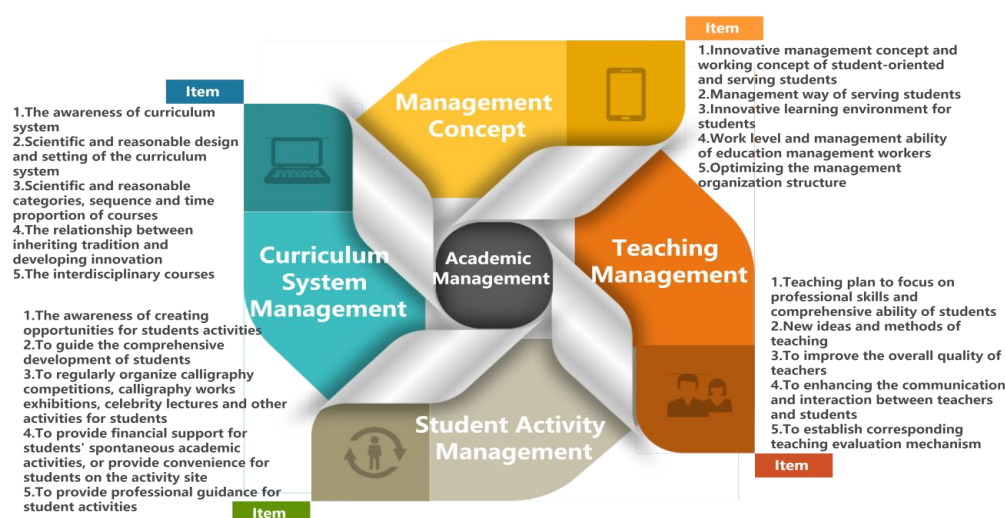 Item
1.Innovative management concept and
working concept of student-oriented
and serving students
2.Management way of serving students
3.Innovative learning environment for
students
4.Work level and management ability
of education management workers
5.Optimizing the management
organization structure
Item
1.The awareness of curriculum
system
2.Scientific and reasonable design
and setting of the curriculum
system
3.Scientific and reasonable
categories, sequence and time
proportion of courses
4.The relationship between
inheriting tradition and
developing innovation
5.The interdisciplinary courses
Management
Concept
Curriculum
System
Management
Academic
Management
Teaching
Management
Student Activity
Management
1.The awareness of creating
opportunities for students activities
2.To guide the comprehensive
development of students
3.To regularly organize calligraphy
competitions, calligraphy works
exhibitions, celebrity lectures and other
activities for students
4.To provide financial support for
students' spontaneous academic
activities, or provide convenience for
students on the activity site
5.To provide professional guidance for
student activities
Item
1.Teaching plan to focus on
professional skills and
comprehensive ability of students
2.New ideas and methods of
teaching
3.To improve the overall quality of
teachers
4.To enhancing the communication
and interaction between teachers
and students
5.To establish corresponding
teaching evaluation mechanism
Item